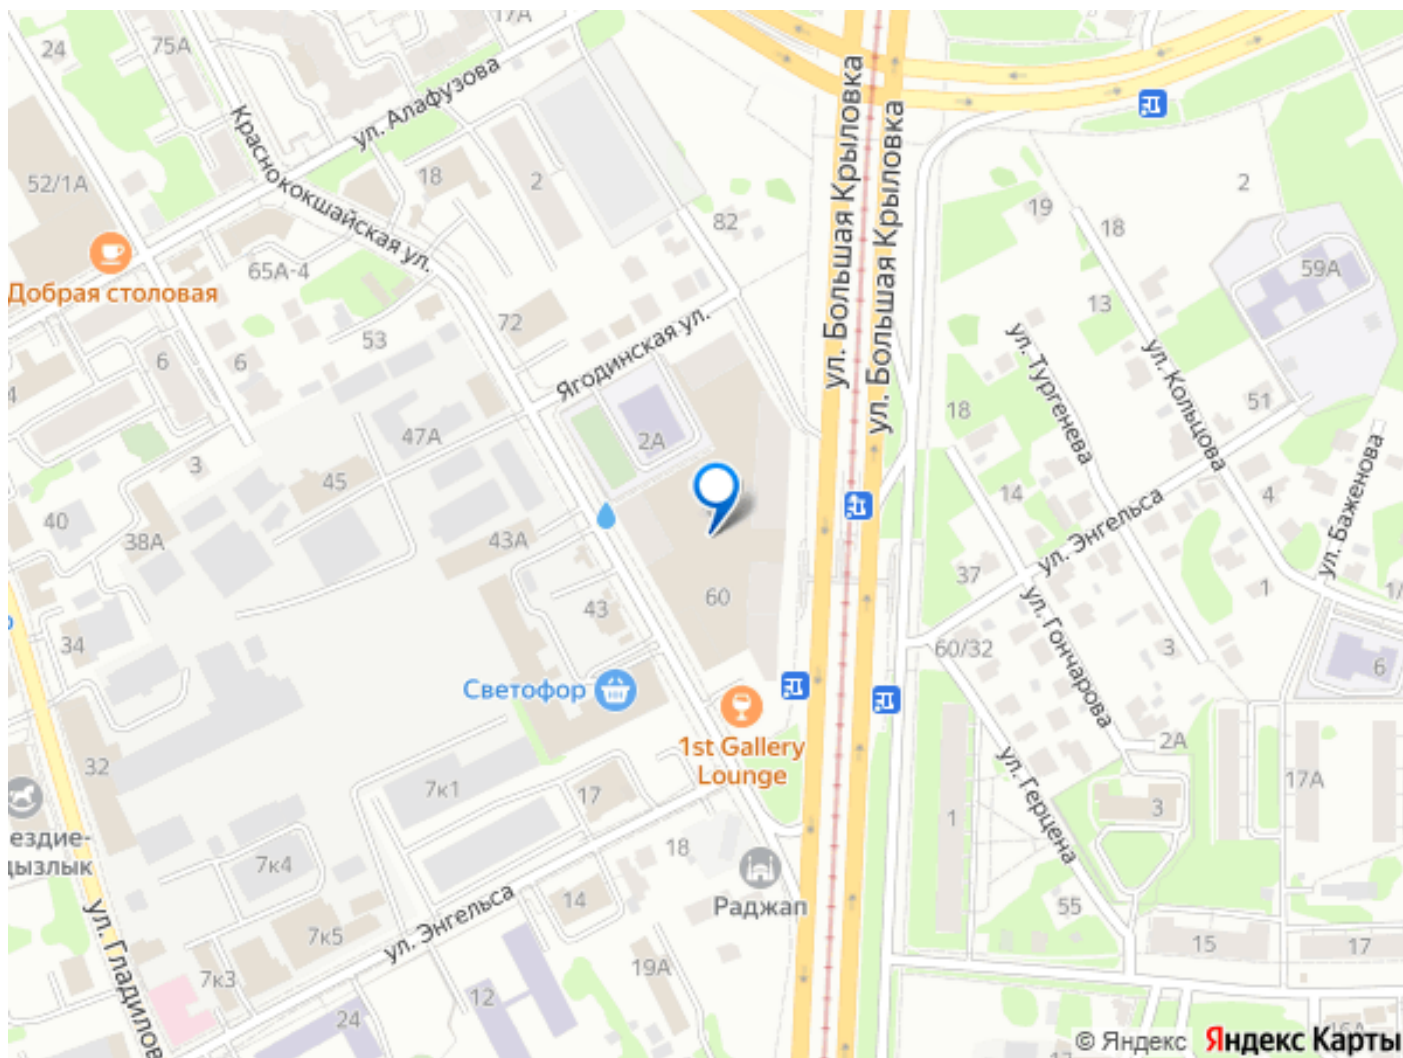 24
75А
17А
ул. Алафузова
Краснококшайская ул.
52/1А
18
2
82
ул. Большая Крыловка
ул. Большая Крыловка
19
18
2
59А
65А-4
Добрая столовая
53
72
13
6
6
Ягодинская ул.
ул. Тургенева
ул. Кольцова
51
18
47А
2А
3
45
14
4
ул. Баженова
40
38А
43А
ул. Энгельса
37
60
43
1
1/
34
60/32
ул. Гончарова
3
6
Светофор
1st Gallery
Lounge
2А
32
7к1
17
ул. Герцена
17А
3
1
ездие-
цызлык
7к4
18
14
Раджап
55
ул. Гладилов
ул. Энгельса
7к5
15
17
7к3
19А
12
24
16А
© Яндекс Яндекс Карты